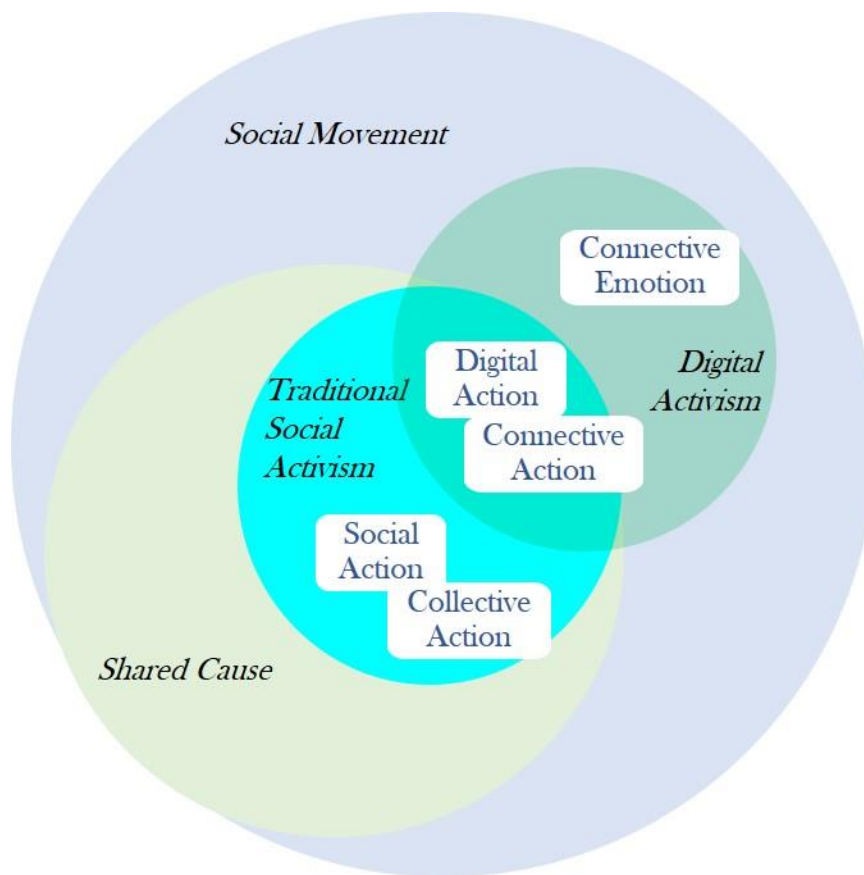 Social Movement
Connective
Emotion
Digital
Action
Digital
Activism
Traditional
Social
Activism
Connective
Action
Social
Action
Collective
Action
Shared Cause